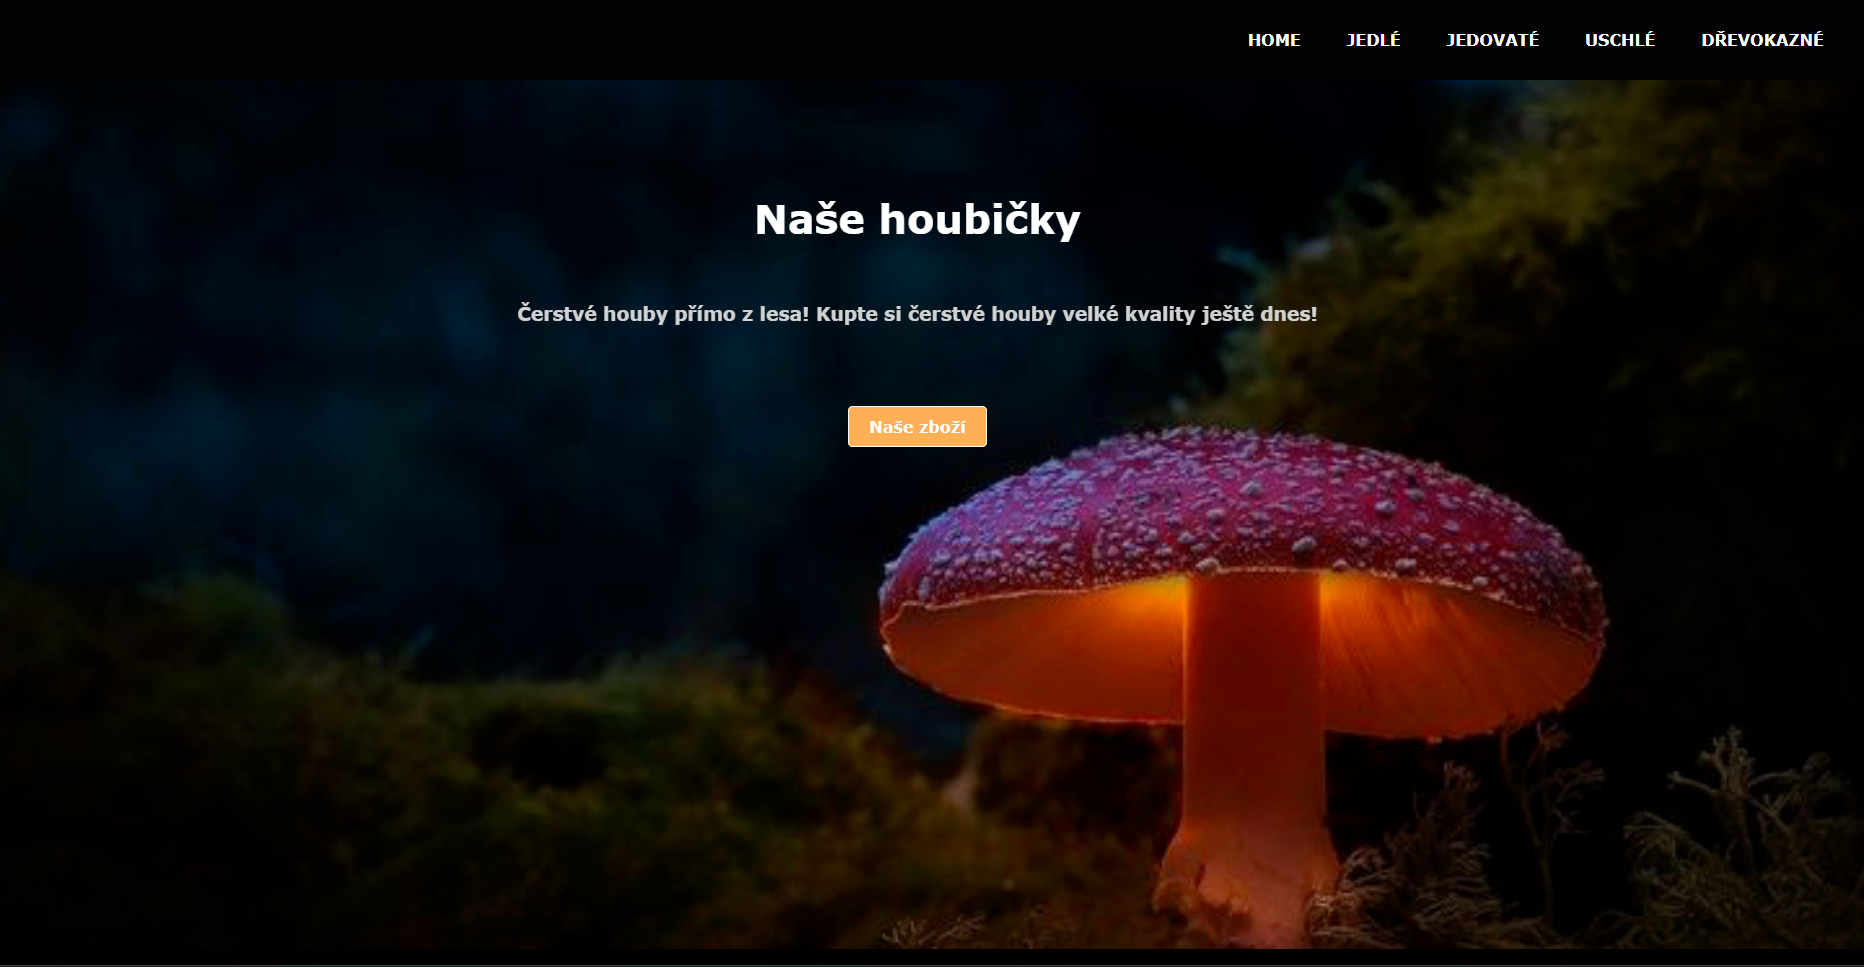 HOME JEDLÉ JEDOVATÉ USCHLÉ DŘEVOKAZNÉ
Naše houbičky
Čerstvé houby přímo z lesa! Kupte si čerstvé houby velké kvality ještě dnes!
Naše zboží